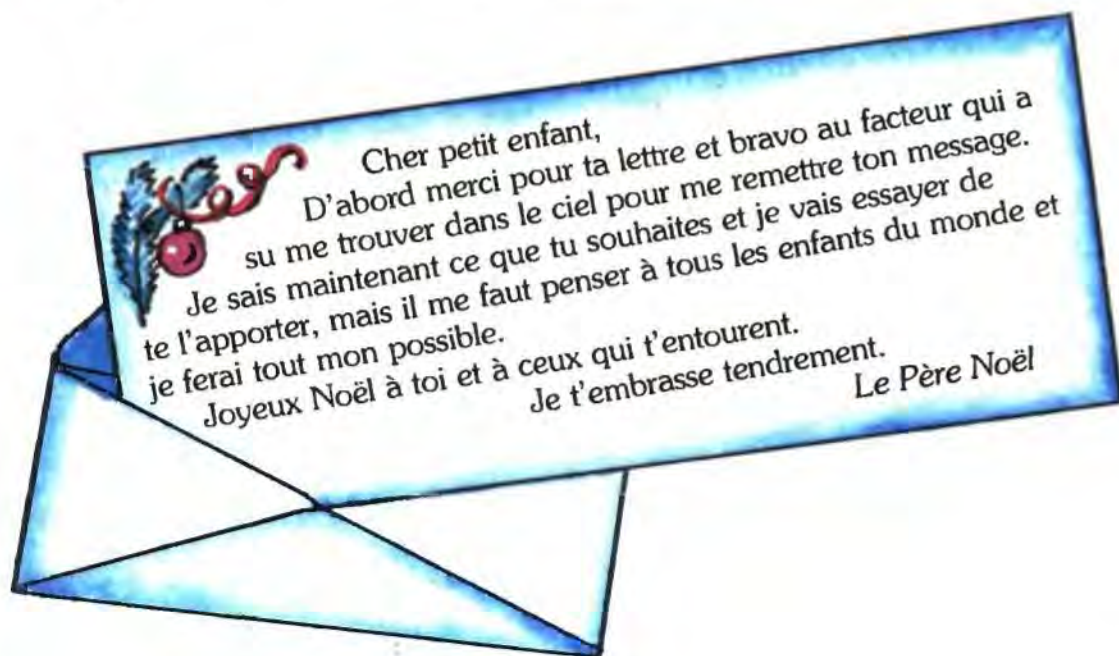 Cher petit enfant,
D'abord merci pour ta lettre et bravo au facteur qui a
su me trouver dans le ciel pour me remettre ton message.
Je sais maintenant ce que tu souhaites et je vais essayer de
te l'apporter, mais il me faut penser à tous les enfants du monde et
je ferai tout mon possible.
Joyeux Noël à toi et à ceux qui t'entourent.
Je t'embrasse tendrement.
Le Père Noël